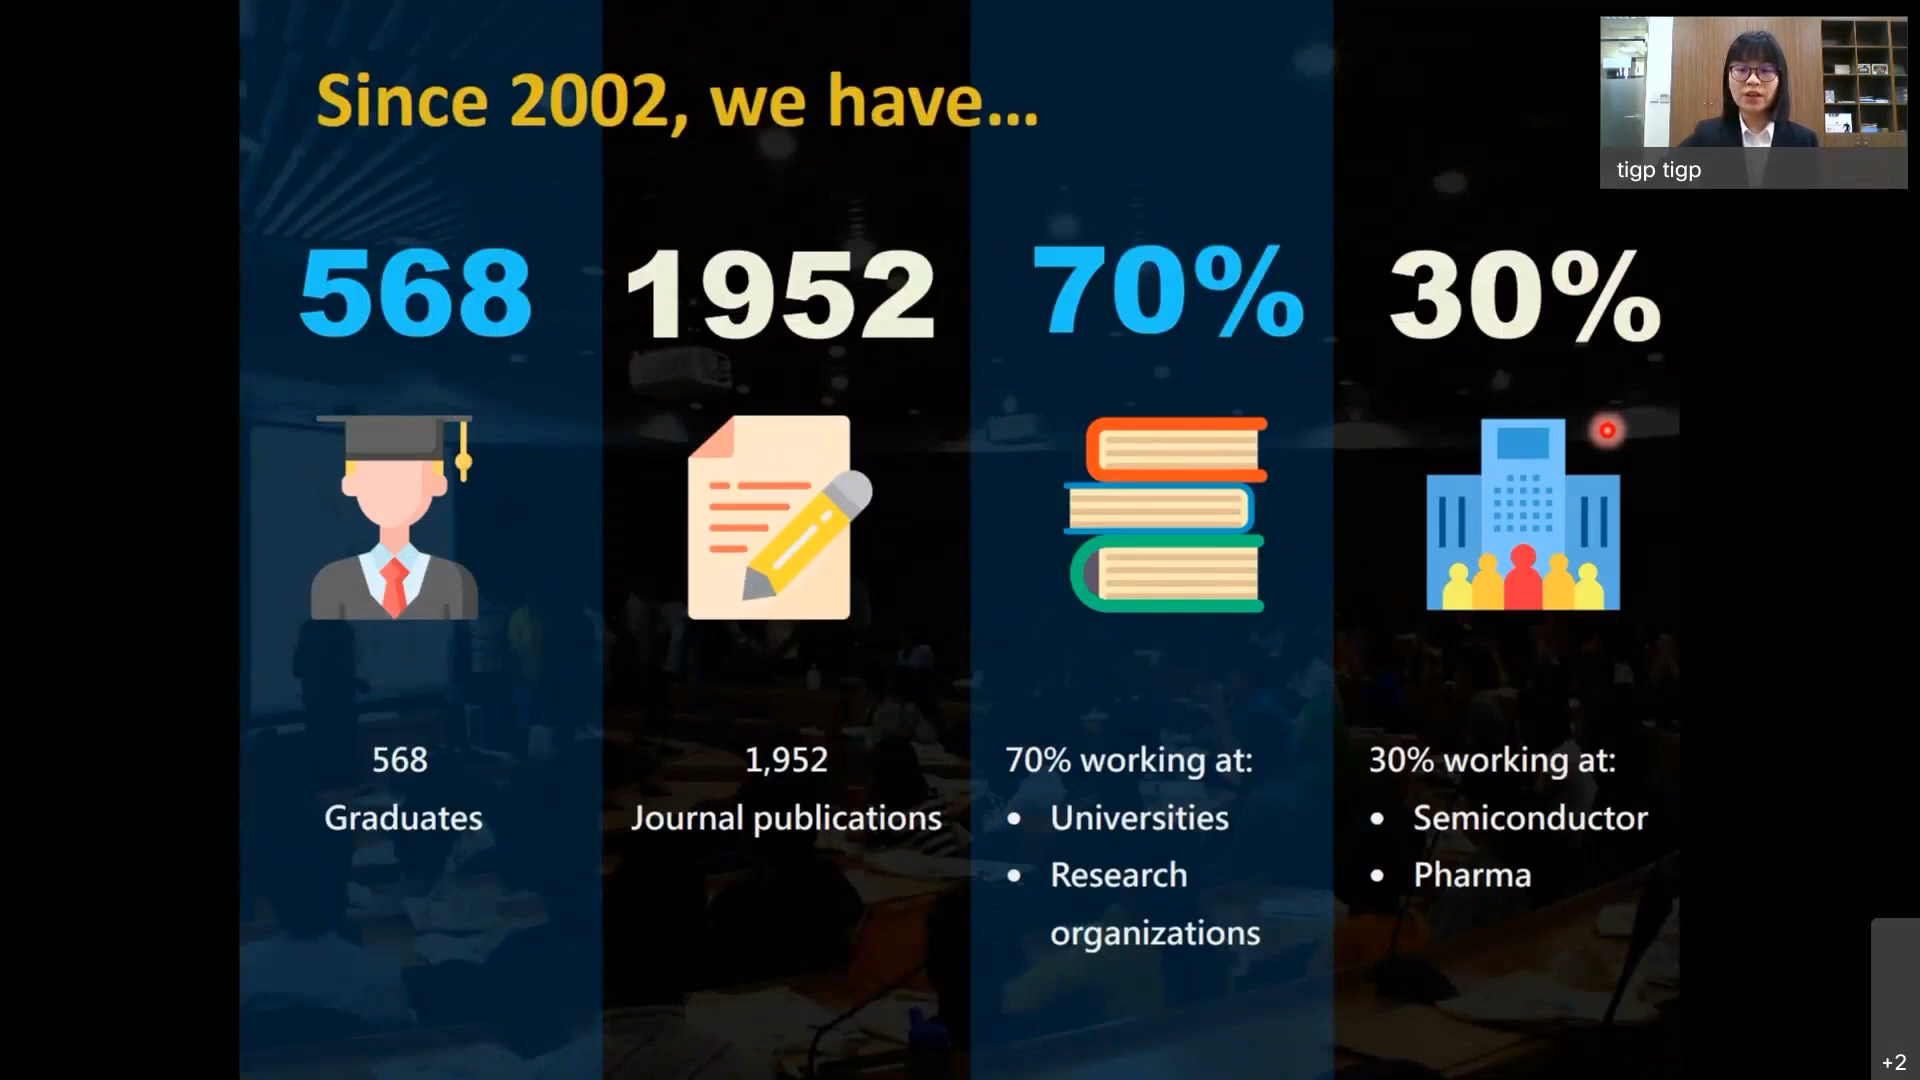 Since 2002, we have...
tigp tigp
568
1952
70%
30%
568
Graduates
1,952
Journal publications
70% working at:
• Universities
• Research
organizations
30% working at:
• Semiconductor
• Pharma
+2